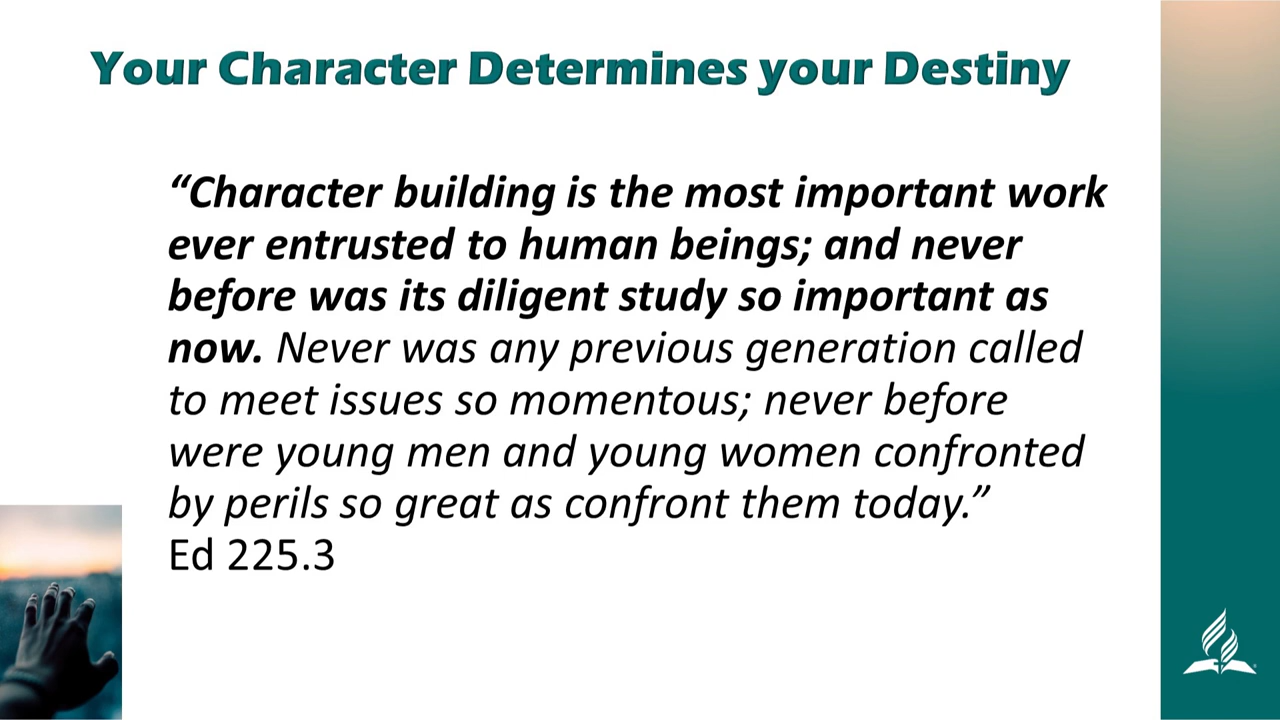 Your Character Determines your Destiny
“Character building is the most important work
ever entrusted to human beings; and never
before was its diligent study so important as
now. Never was any previous generation called
to meet issues so momentous; never before
were young men and young women confronted
by perils so great as confront them today.”
Ed 225.3